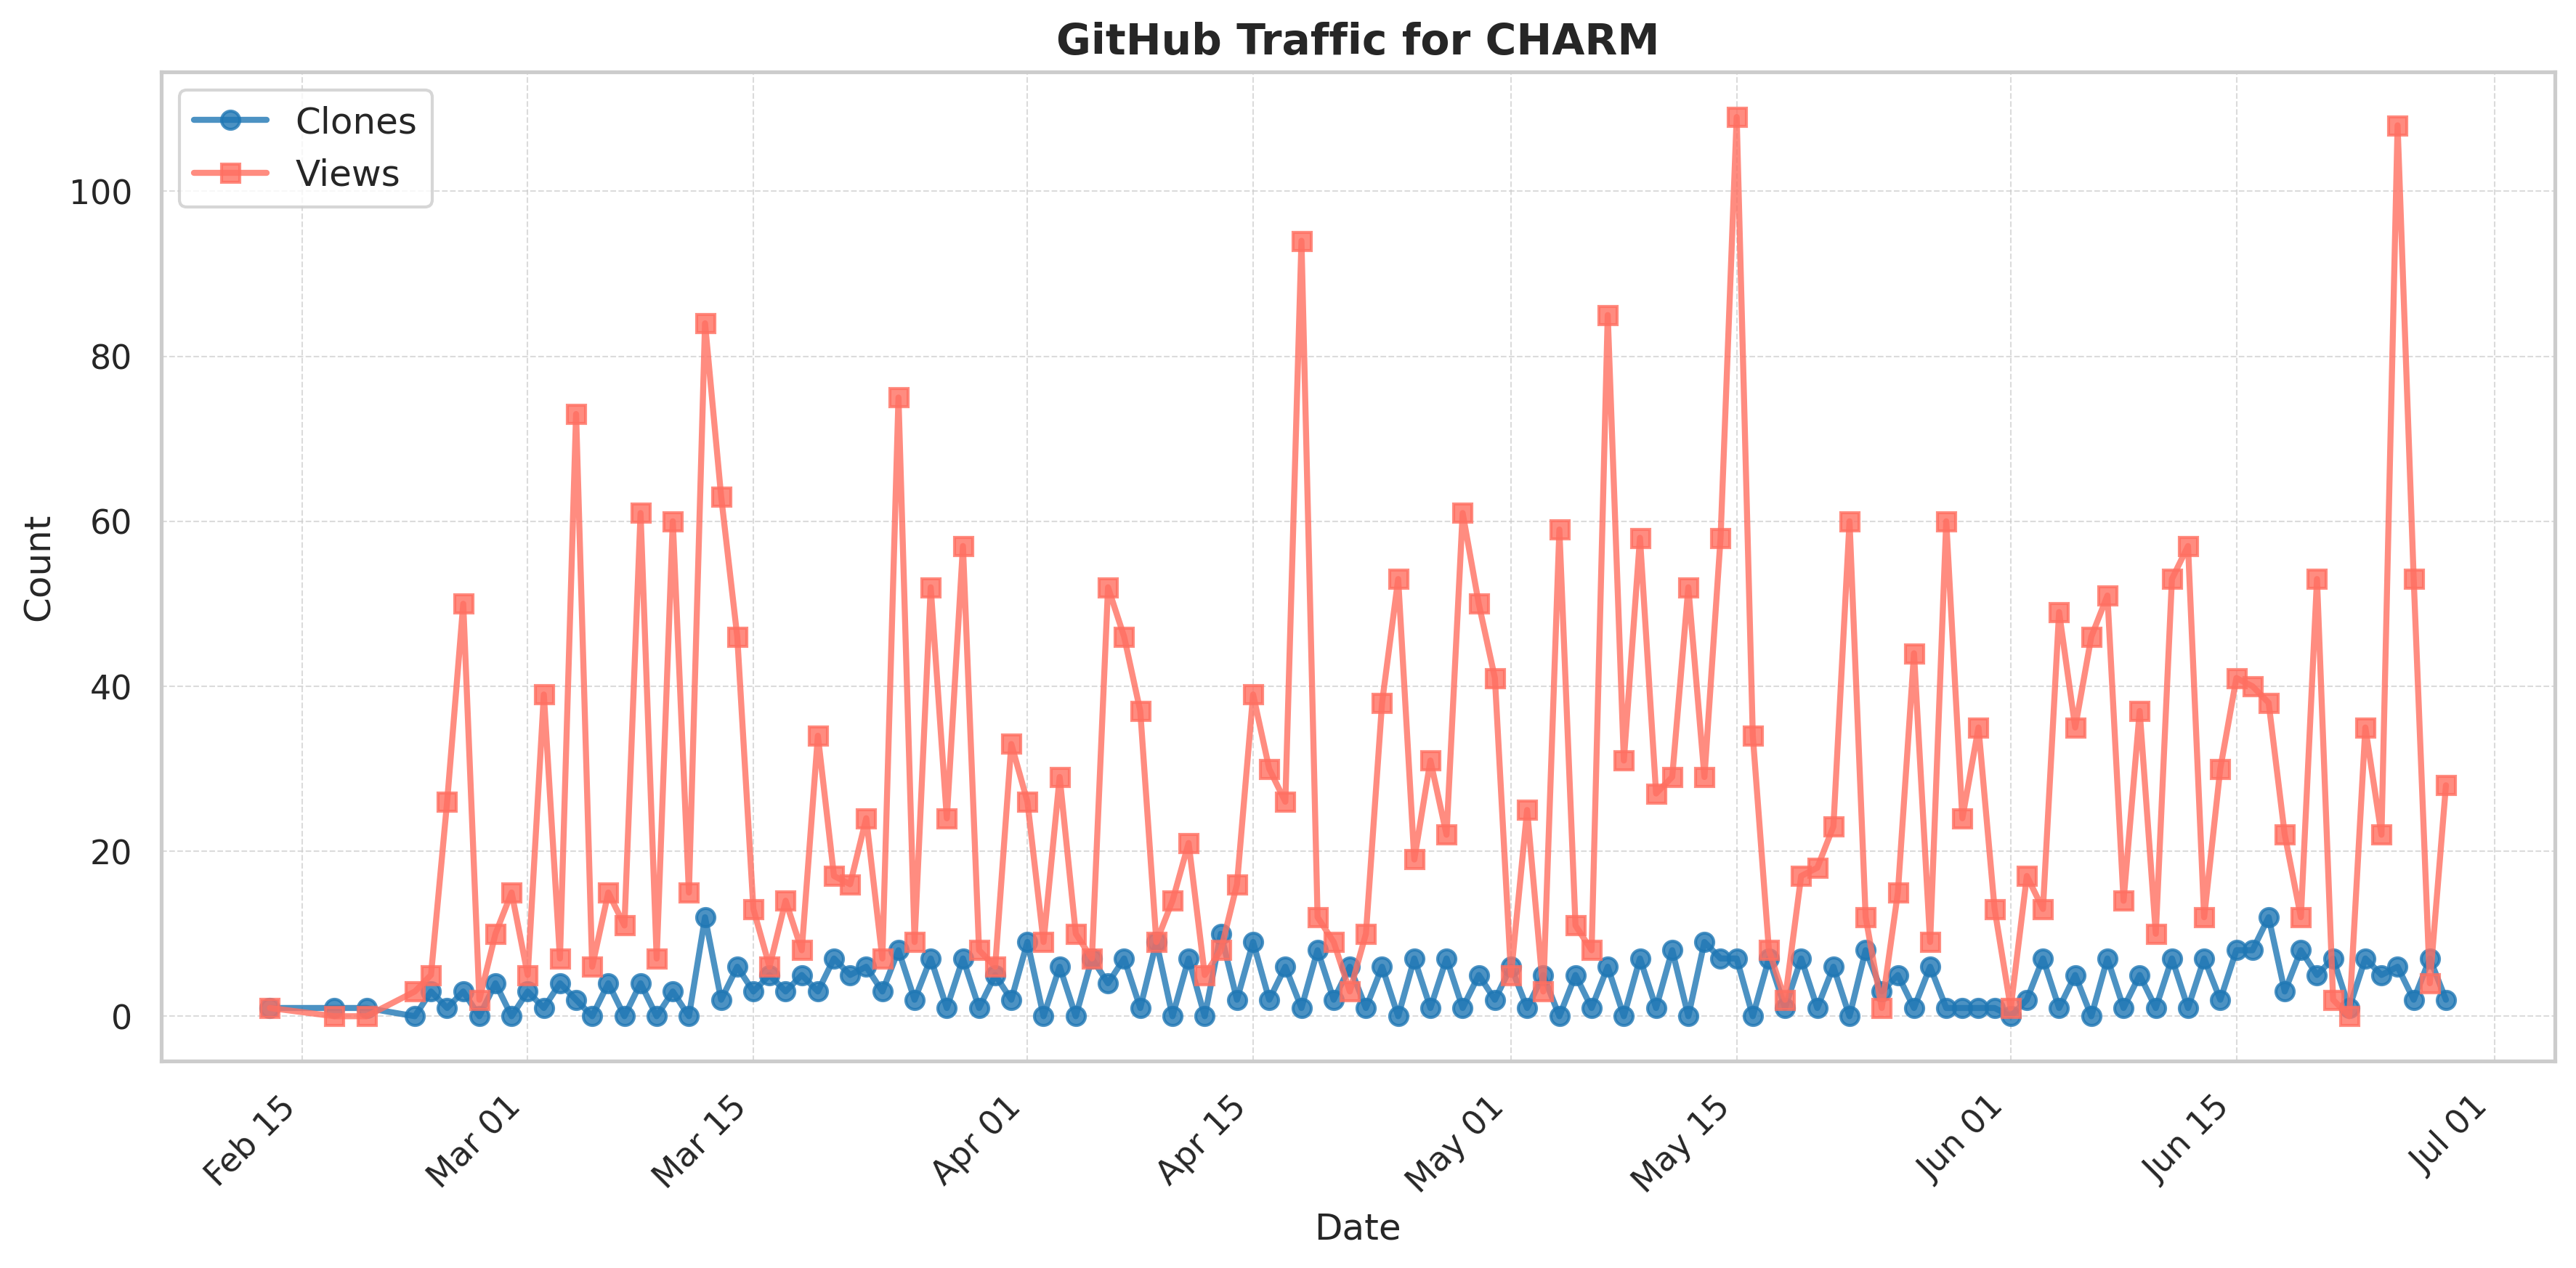 GitHub Traffic for CHARM
Clones
Views
100
80
60
40
20
0
Count
Feb 15
Mar 01
Mar 15
Apr 01
Apr 15
May 01
May 15
Jun 01
Jun 15
Jul 01
Date